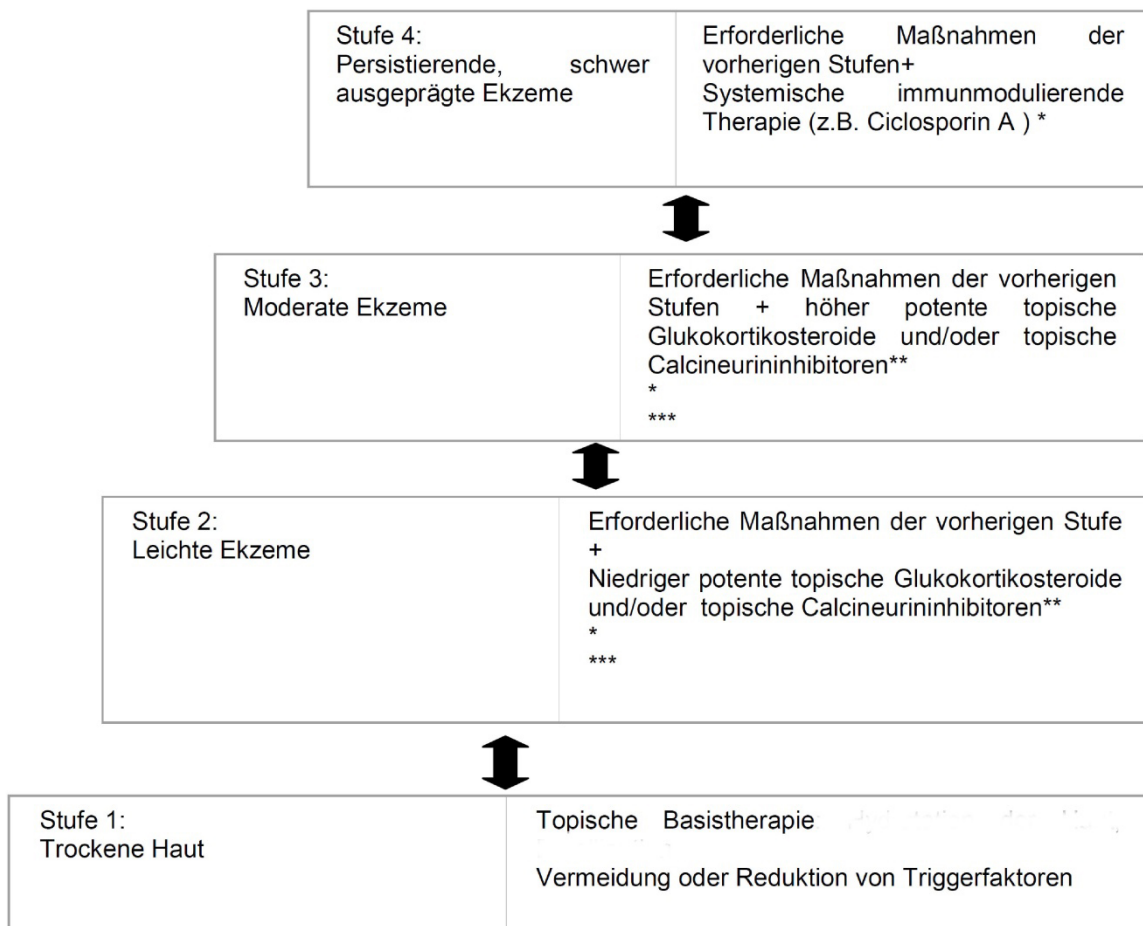 Stufe 4:
Persistierende, schwer
ausgeprägte Ekzeme
Erforderliche Maßnahmen der
vorherigen Stufen+
Systemische immunmodulierende
Therapie (z.B. Ciclosporin A ) *
Stufe 3:
Moderate Ekzeme
Erforderliche Maßnahmen der vorherigen
Stufen + höher potente topische
Glukokortikosteroide und/oder topische
Calcineurininhibitoren**
*
***
Stufe 2:
Leichte Ekzeme
Erforderliche Maßnahmen der vorherigen Stufe
+
Niedriger potente topische Glukokortikosteroide
und/oder topische Calcineurininhibitoren**
*
***
Stufe 1:
Trockene Haut
Topische Basistherapie
Vermeidung oder Reduktion von Triggerfaktoren